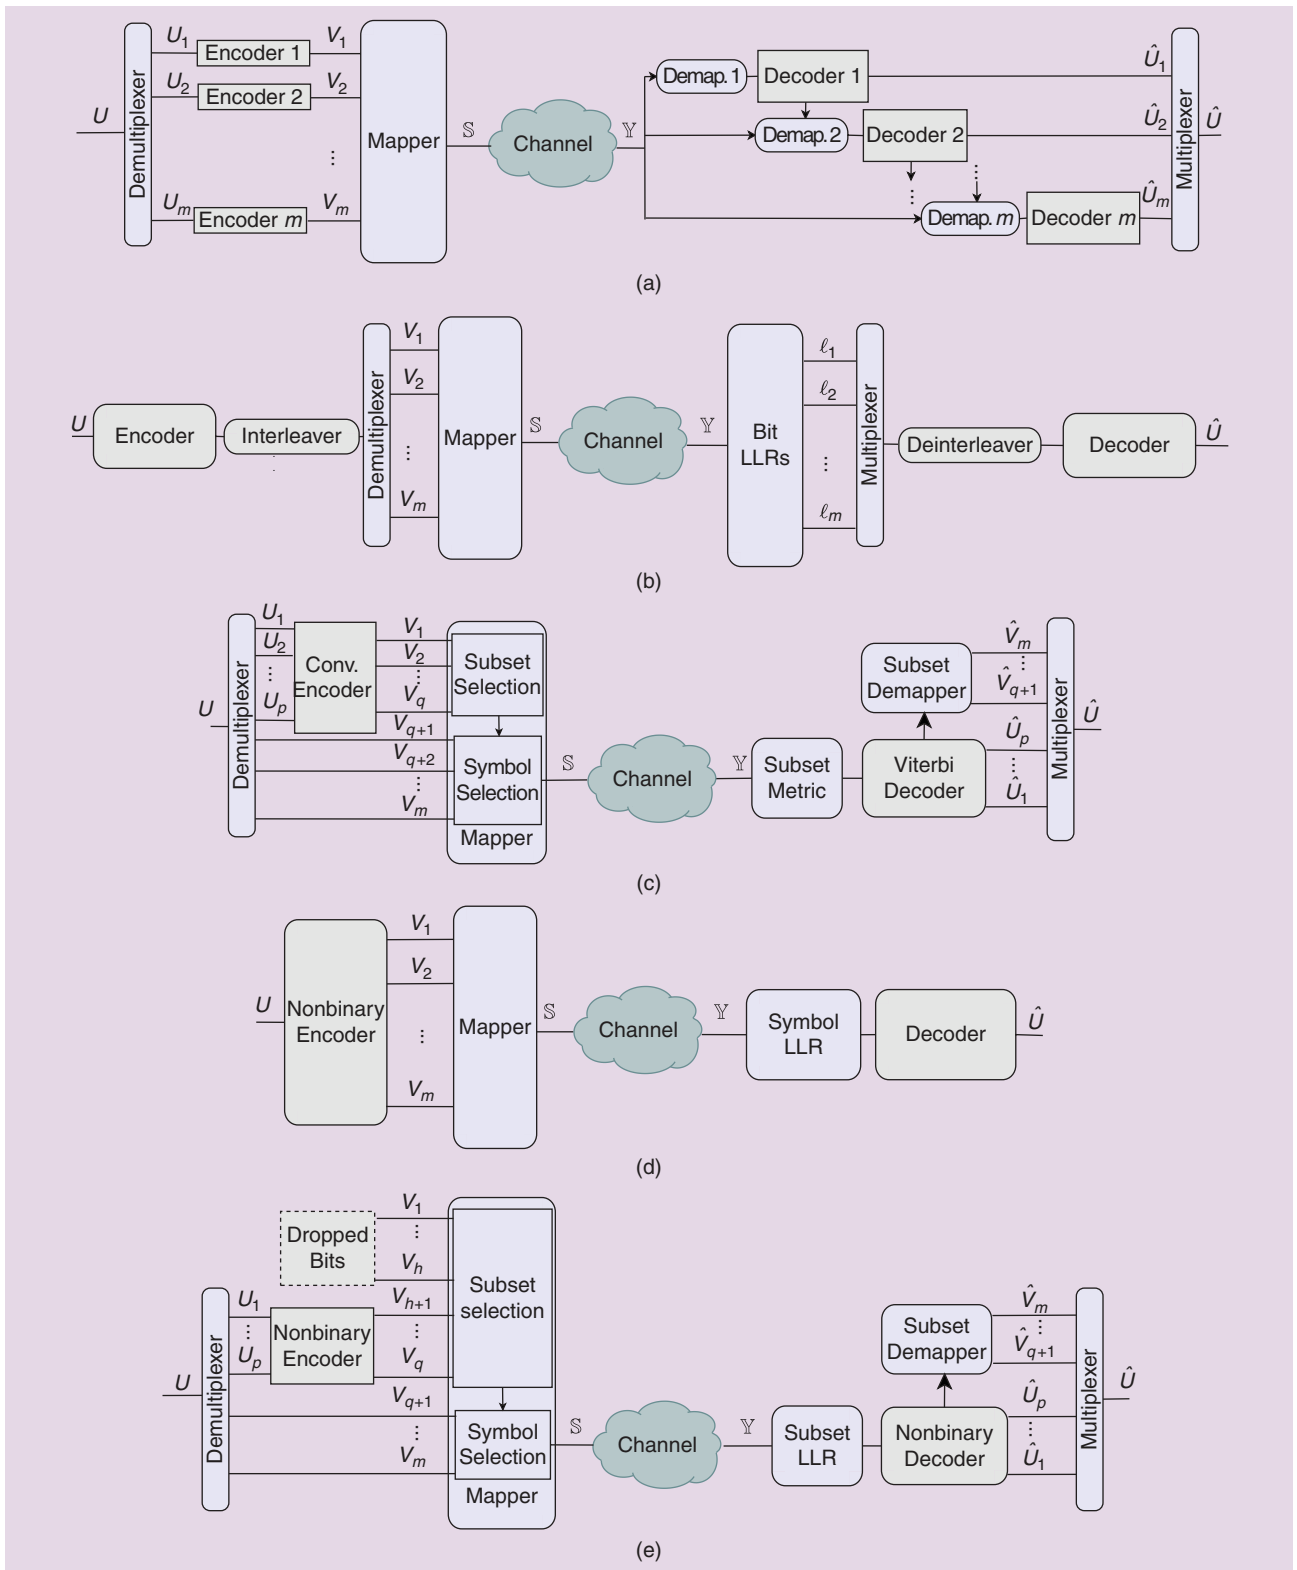 U
Demultiplexer
U1 Encoder 1 V1
U2 Encoder 2 V2
⋮
Um Encoder m Vm
Mapper
𝕊
Channel
𝕐
Demap. 1 Decoder 1 Û1
Demap. 2 Decoder 2 Û2
⋮ ⋮
Demap. m Decoder m Ûm
Multiplexer
Û
(a)
U
Encoder
Interleaver
Demultiplexer
V1
V2
⋮
Vm
Mapper
𝕊
Channel
𝕐
Bit
LLRs
ℓ1
ℓ2
⋮
ℓm
Multiplexer
Deinterleaver
Decoder
Û
(b)
U
Demultiplexer
U1
U2
⋮
Up
Conv.
Encoder
V1
V2
⋮
Vq
Vq+1
Vq+2
⋮
Vm
Subset
Selection
Symbol
Selection
Mapper
𝕊
Channel
𝕐
Subset
Metric
Viterbi
Decoder
Subset
Demapper
V̂m
⋮
V̂q+1
Ûp
⋮
Û1
Multiplexer
Û
(c)
U
Nonbinary
Encoder
V1
V2
⋮
Vm
Mapper
𝕊
Channel
𝕐
Symbol
LLR
Decoder
Û
(d)
Dropped
Bits
U
Demultiplexer
U1
⋮
Up
Nonbinary
Encoder
V1
⋮
Vh
Vh+1
⋮
Vq
Vq+1
⋮
Vm
Subset
selection
Symbol
Selection
Mapper
𝕊
Channel
𝕐
Subset
LLR
Nonbinary
Decoder
Subset
Demapper
V̂m
⋮
V̂q+1
Ûp
⋮
Û1
Multiplexer
Û
(e)